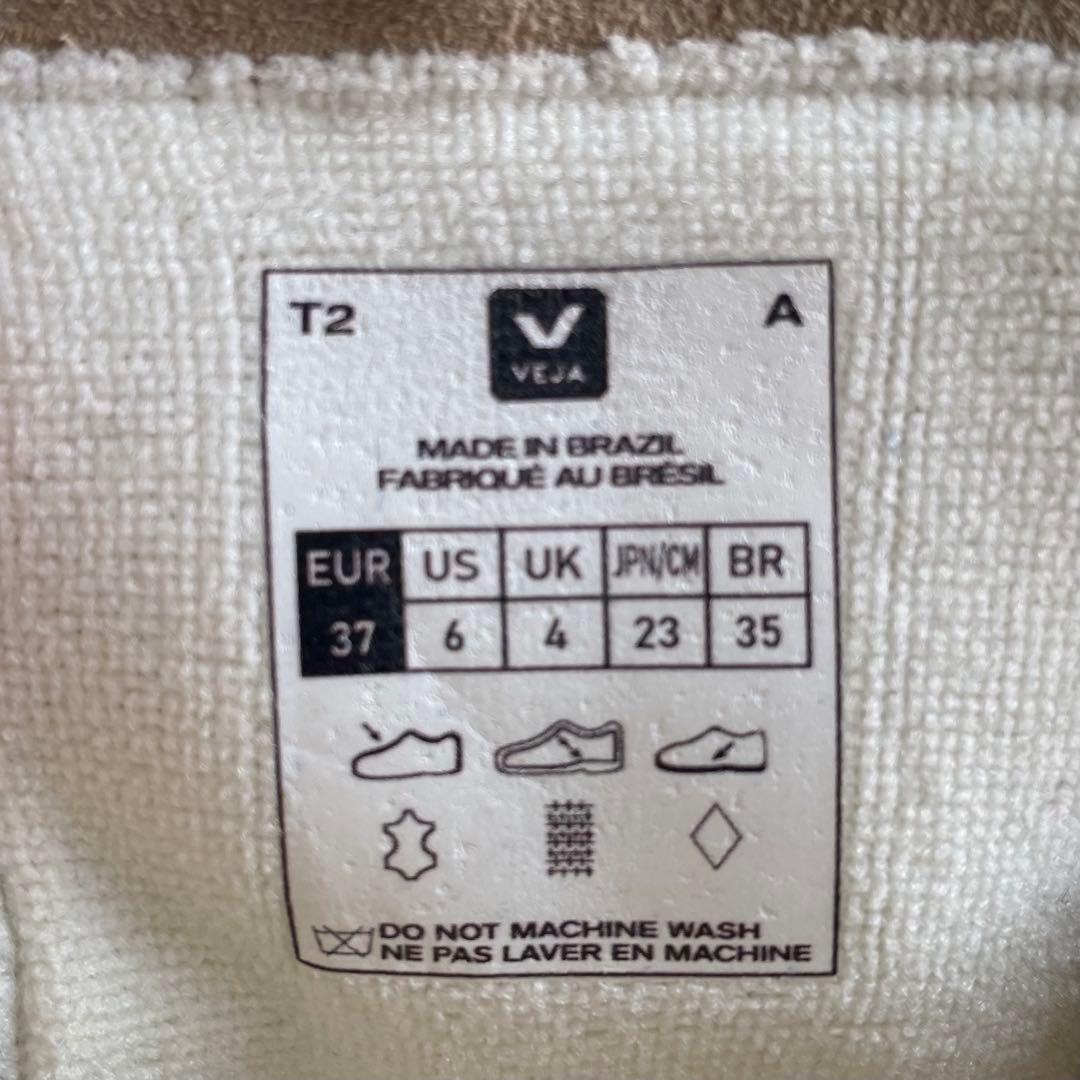 T2 A
VEJA
MADE IN BRAZIL
FABRIQUÉ AU BRÉSIL
EUR US UK JPN/CM BR
37 6 4 23 35
DO NOT MACHINE WASH
NE PAS LAVER EN MACHINE